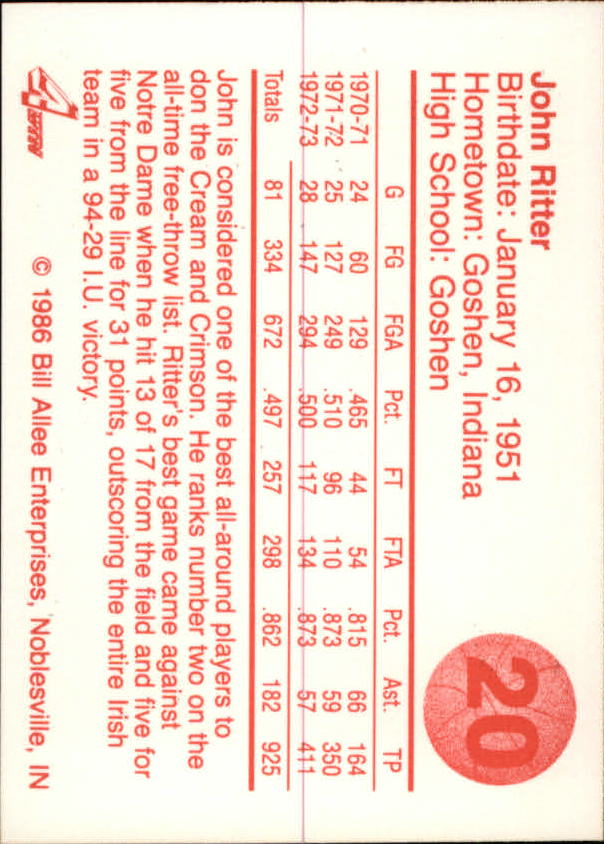 John Ritter
Birthdate: January 16, 1951
Hometown: Goshen, Indiana
High School: Goshen
20
G FG FGA Pct. FT FTA Pct. Ast. TP
1970-71 24 60 129 .465 44 54 .815 66 164
1971-72 25 127 249 .510 96 110 .873 59 350
1972-73 28 147 294 .500 117 134 .873 57 411
Totals 81 334 672 .497 257 298 .862 182 925
John is considered one of the best all-around players to
don the Cream and Crimson. He ranks number two on the
all-time free-throw list. Ritter's best game came against
Notre Dame when he hit 13 of 17 from the field and five for
five from the line for 31 points, outscoring the entire Irish
team in a 94-29 I.U. victory.
© 1986 Bill Allee Enterprises, Noblesville, IN